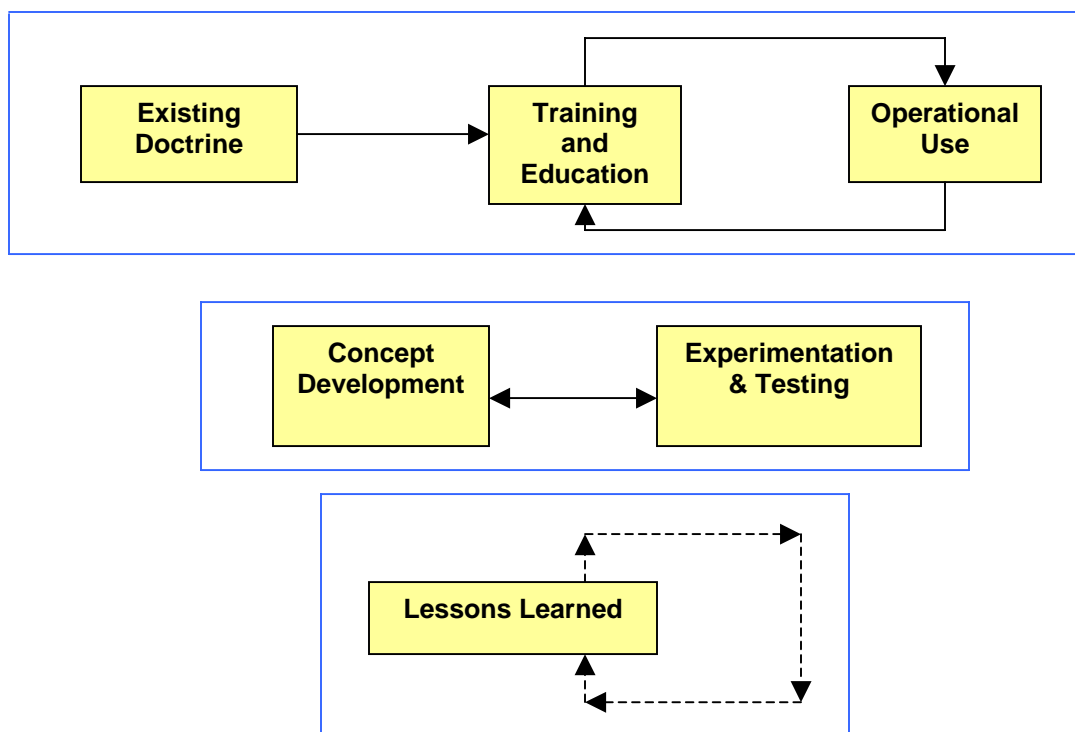 Existing
Doctrine
Training
and
Education
Operational
Use
Concept
Development
Experimentation
& Testing
Lessons Learned